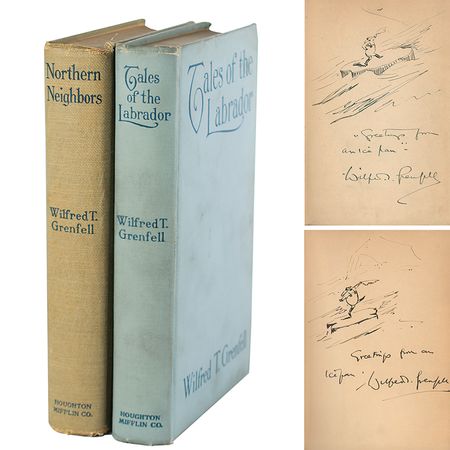 Northern
Neighbors
Wilfred T.
Grenfell
HOUGHTON
MIFFLIN CO.
Tales
of the
Labrador
Wilfred T.
Grenfell
HOUGHTON
MIFFLIN CO.
Tales of the
Labrador
Wilfred T. Grenfell
"Greetings from
an Ice pan"
Wilfred T. Grenfell
Greetings from an
Ice pan. Wilfred T. Grenfell